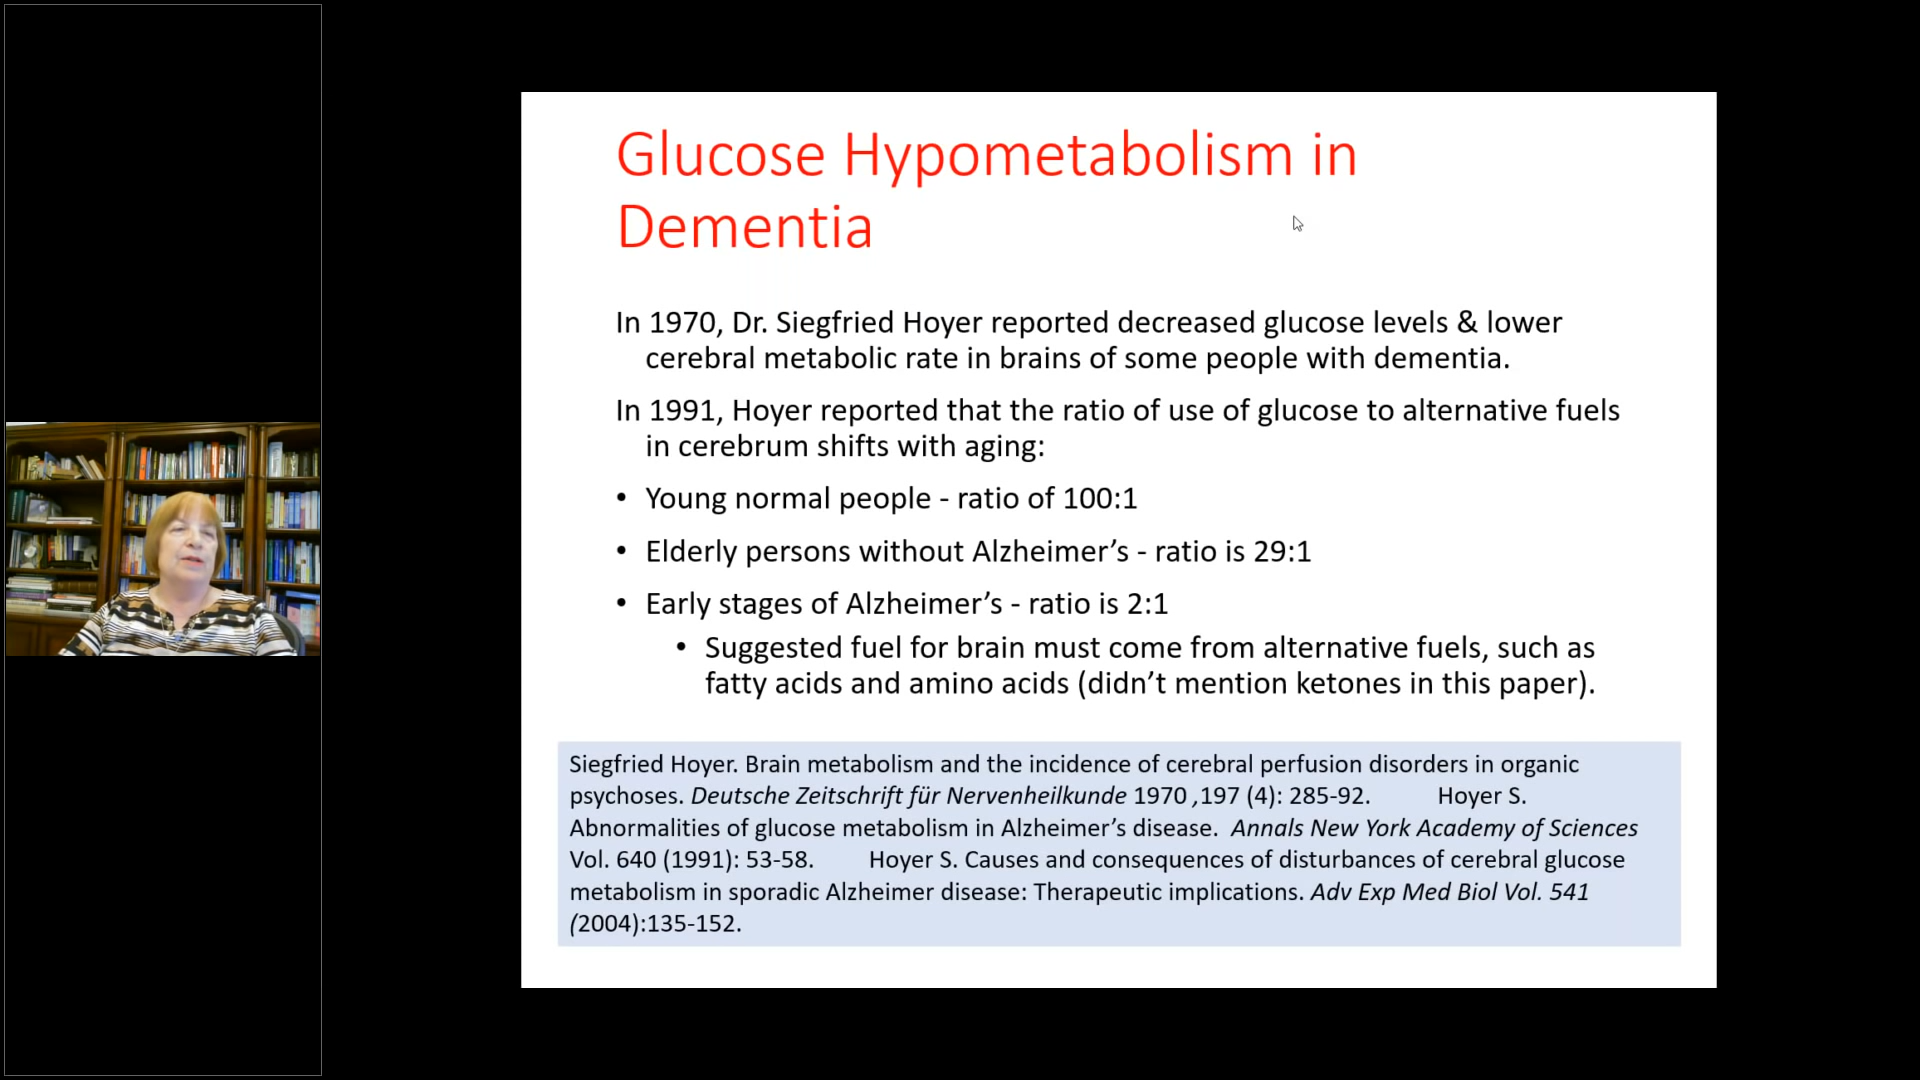 Glucose Hypometabolism in
Dementia
In 1970, Dr. Siegfried Hoyer reported decreased glucose levels & lower
cerebral metabolic rate in brains of some people with dementia.
In 1991, Hoyer reported that the ratio of use of glucose to alternative fuels
in cerebrum shifts with aging:
• Young normal people - ratio of 100:1
• Elderly persons without Alzheimer’s - ratio is 29:1
• Early stages of Alzheimer’s - ratio is 2:1
• Suggested fuel for brain must come from alternative fuels, such as
fatty acids and amino acids (didn’t mention ketones in this paper).
Siegfried Hoyer. Brain metabolism and the incidence of cerebral perfusion disorders in organic
psychoses. Deutsche Zeitschrift für Nervenheilkunde 1970 ,197 (4): 285-92. Hoyer S.
Abnormalities of glucose metabolism in Alzheimer’s disease. Annals New York Academy of Sciences
Vol. 640 (1991): 53-58. Hoyer S. Causes and consequences of disturbances of cerebral glucose
metabolism in sporadic Alzheimer disease: Therapeutic implications. Adv Exp Med Biol Vol. 541
(2004):135-152.